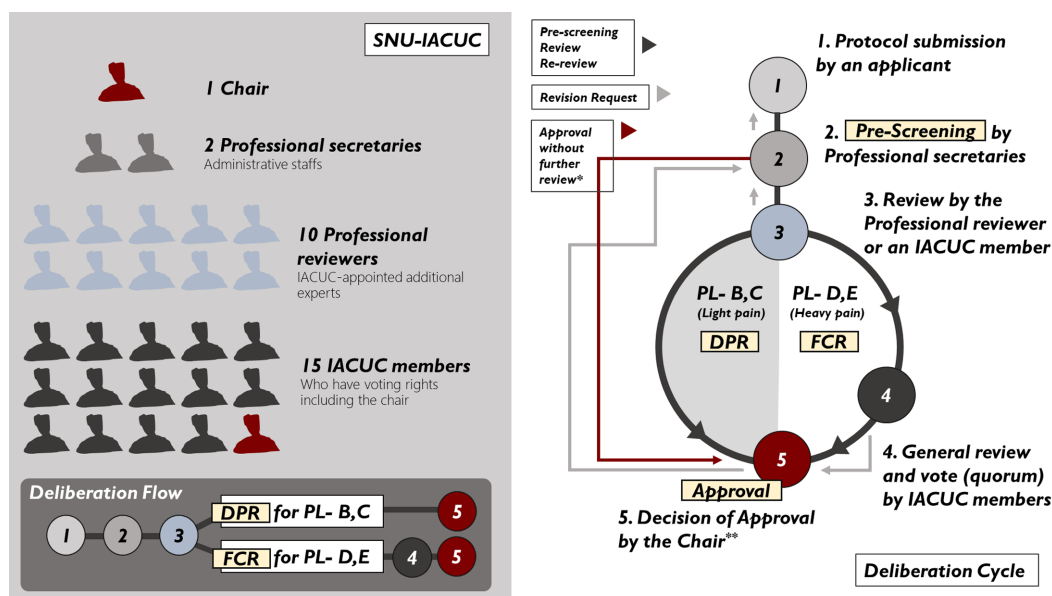 SNU-IACUC
1 Chair
2 Professional secretaries
Administrative staffs
10 Professional
reviewers
IACUC-appointed additional
experts
15 IACUC members
Who have voting rights
including the chair
Deliberation Flow
1
2
3
DPR for PL- B,C
5
FCR for PL- D,E
4
5
Pre-screening
Review
Re-review
Revision Request
Approval
without
further
review*
1
1. Protocol submission
by an applicant
2
2. Pre-Screening by
Professional secretaries
3
3. Review by the
Professional reviewer
or an IACUC member
PL- B,C
(Light pain)
DPR
PL- D,E
(Heavy pain)
FCR
4
4. General review
and vote (quorum)
by IACUC members
5
Approval
5. Decision of Approval
by the Chair**
Deliberation Cycle